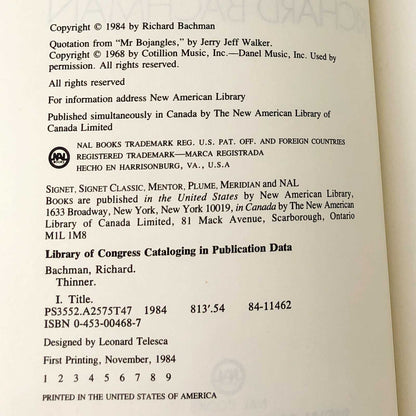 Copyright © 1984 by Richard Bachman
Quotation from "Mr Bojangles," by Jerry Jeff Walker.
Copyright © 1968 by Cotillion Music, Inc.—Danel Music, Inc. Used by
permission. All rights reserved.
All rights reserved
For information address New American Library
Published simultaneously in Canada by The New American Library of
Canada Limited
NAL
NAL BOOKS TRADEMARK REG. U.S. PAT. OFF. AND FOREIGN COUNTRIES
REGISTERED TRADEMARK—MARCA REGISTRADA
HECHO EN HARRISONBURG, VA., U.S.A
SIGNET, SIGNET CLASSIC, MENTOR, PLUME, MERIDIAN and NAL
BOOKS are published in the United States by New American Library,
1633 Broadway, New York, New York 10019, in Canada by The New American
Library of Canada Limited, 81 Mack Avenue, Scarborough, Ontario
M1L 1M8
Library of Congress Cataloging in Publication Data
Bachman, Richard.
Thinner.
I. Title.
PS3552.A2575T47 1984 813'.54 84-11462
ISBN 0-453-00468-7
Designed by Leonard Telesca
First Printing, November, 1984
1 2 3 4 5 6 7 8 9
PRINTED IN THE UNITED STATES OF AMERICA